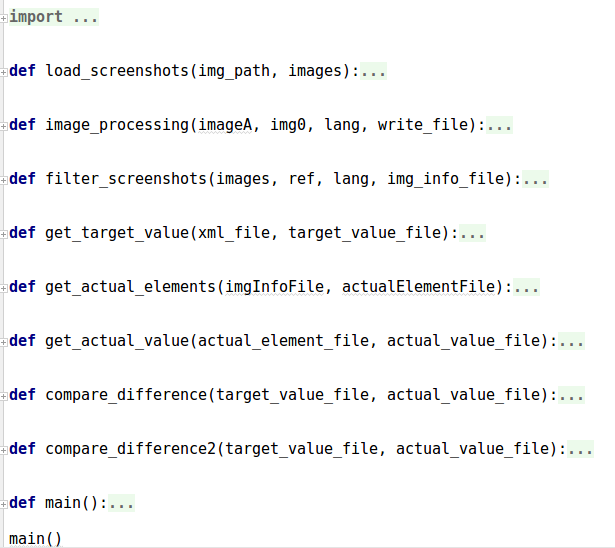 import ...
def load_screenshots(img_path, images):...
def image_processing(imageA, img0, lang, write_file):...
def filter_screenshots(images, ref, lang, img_info_file):...
def get_target_value(xml_file, target_value_file):...
def get_actual_elements(imgInfoFile, actualElementFile):...
def get_actual_value(actual_element_file, actual_value_file):...
def compare_difference(target_value_file, actual_value_file):...
def compare_difference2(target_value_file, actual_value_file):...
def main():...
main()